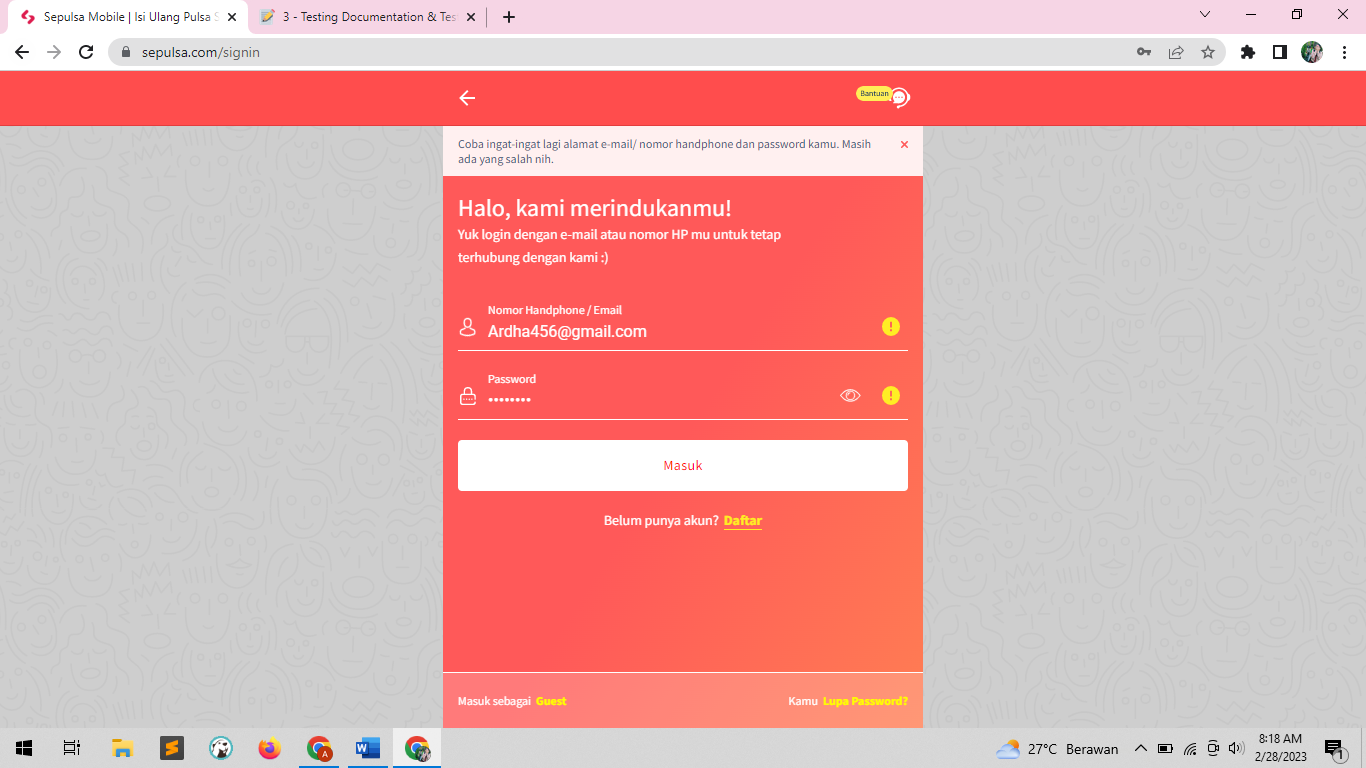 Sepulsa Mobile | Isi Ulang Pulsa S
3 - Testing Documentation & Tes
sepulsa.com/signin
Bantuan
Coba ingat-ingat lagi alamat e-mail/ nomor handphone dan password kamu. Masih
ada yang salah nih.
Halo, kami merindukanmu!
Yuk login dengan e-mail atau nomor HP mu untuk tetap
terhubung dengan kami :)
Nomor Handphone / Email
Ardha456@gmail.com
Password
••••••••
Masuk
Belum punya akun? Daftar
Masuk sebagai Guest
Kamu Lupa Password?
27°C Berawan
8:18 AM
2/28/2023
1